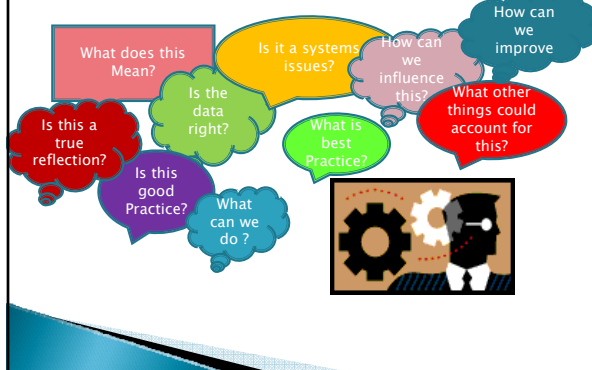 What does this
Mean?
Is it a systems
issues?
How can
we
influence
this?
How can
we
improve
Is the
data
right?
What other
things could
account for
this?
Is this a
true
reflection?
What is
best
Practice?
Is this
good
Practice?
What
can we
do ?